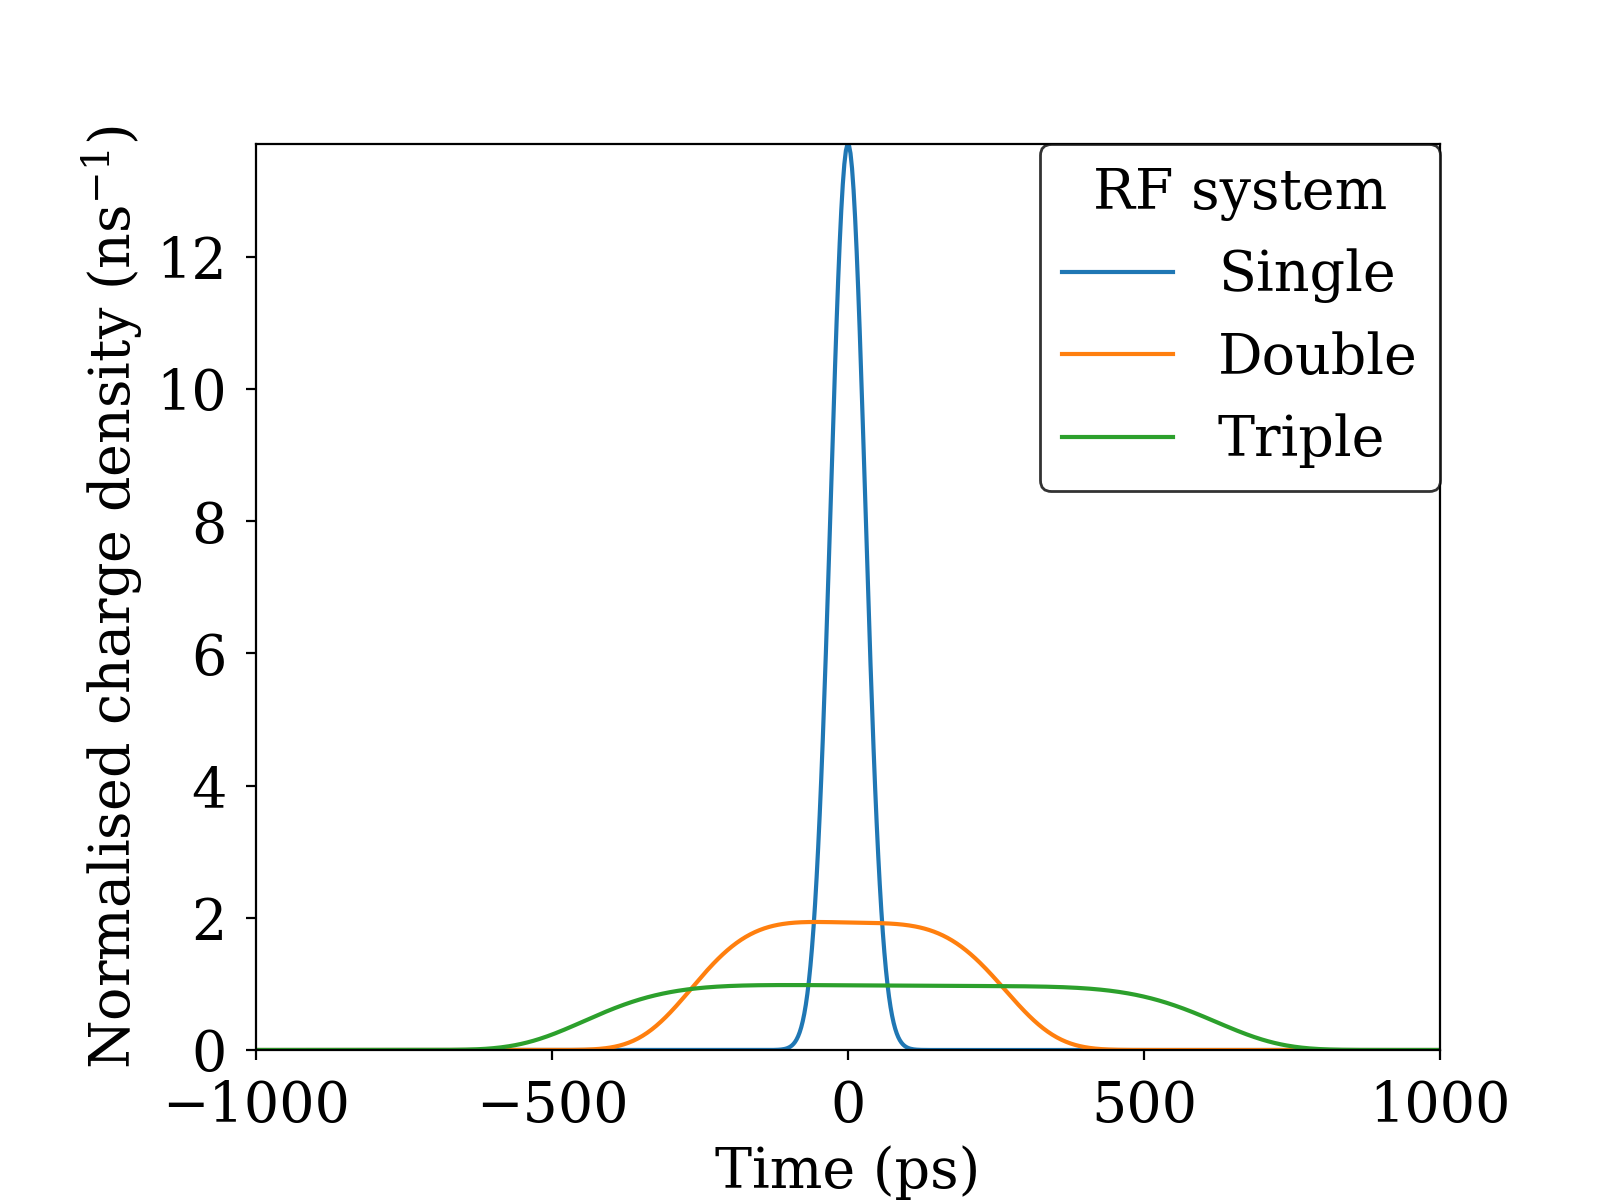 Normalised charge density (ns⁻¹)
12
10
8
6
4
2
0
RF system
Single
Double
Triple
−1000
−500
0
500
1000
Time (ps)